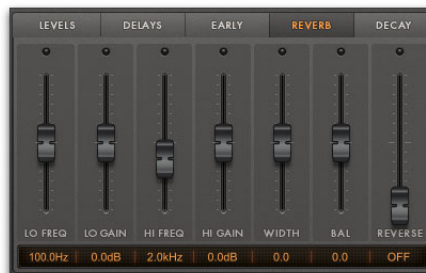 LEVELS DELAYS EARLY REVERB DECAY
LO FREQ LO GAIN HI FREQ HI GAIN WIDTH BAL REVERSE
100.0Hz 0.0dB 2.0kHz 0.0dB 0.0 0.0 OFF